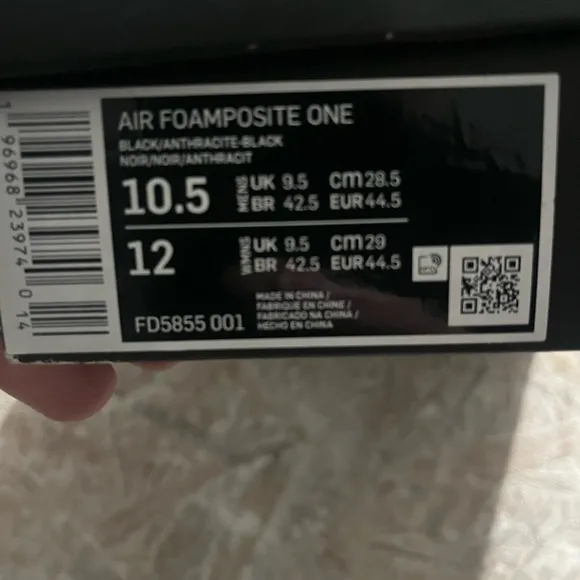 AIR FOAMPOSITE ONE
BLACK/ANTHRACITE-BLACK
NOIR/NOIR/ANTHRACIT
10.5 MENS UK 9.5 CM 28.5
BR 42.5 EUR 44.5
12 WMNS UK 9.5 CM 29
BR 42.5 EUR 44.5
FD5855 001
MADE IN CHINA /
FABRIQUE EN CHINE /
FABRICADO NA CHINA /
HECHO EN CHINA
1 96968 23974 0 14